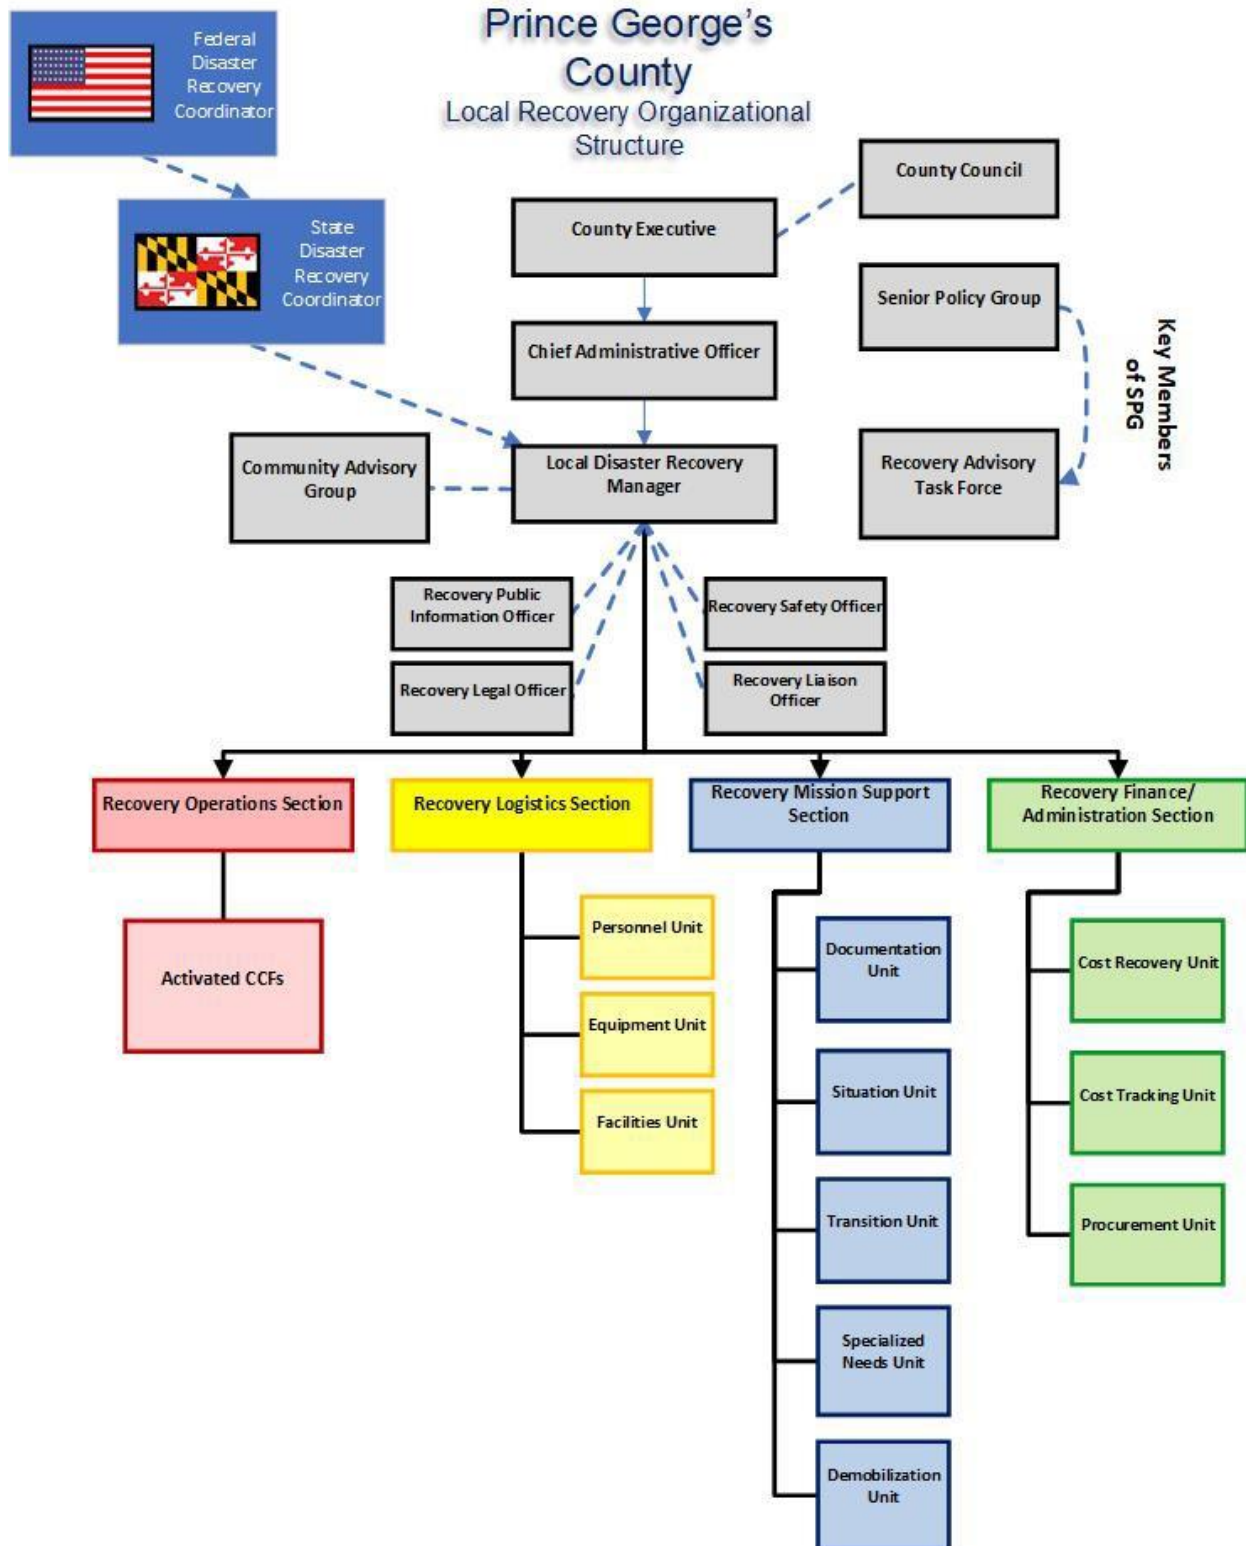 Prince George's
County
Local Recovery Organizational
Structure
Federal
Disaster
Recovery
Coordinator
State
Disaster
Recovery
Coordinator
County Council
County Executive
Senior Policy Group
Key Members
of SPG
Chief Administrative Officer
Recovery Advisory
Task Force
Community Advisory
Group
Local Disaster Recovery
Manager
Recovery Public
Information Officer
Recovery Safety Officer
Recovery Legal Officer
Recovery Liaison
Officer
Recovery Operations Section
Recovery Logistics Section
Recovery Mission Support
Section
Recovery Finance/
Administration Section
Activated CCFs
Personnel Unit
Equipment Unit
Facilities Unit
Documentation
Unit
Situation Unit
Transition Unit
Specialized
Needs Unit
Demobilization
Unit
Cost Recovery Unit
Cost Tracking Unit
Procurement Unit